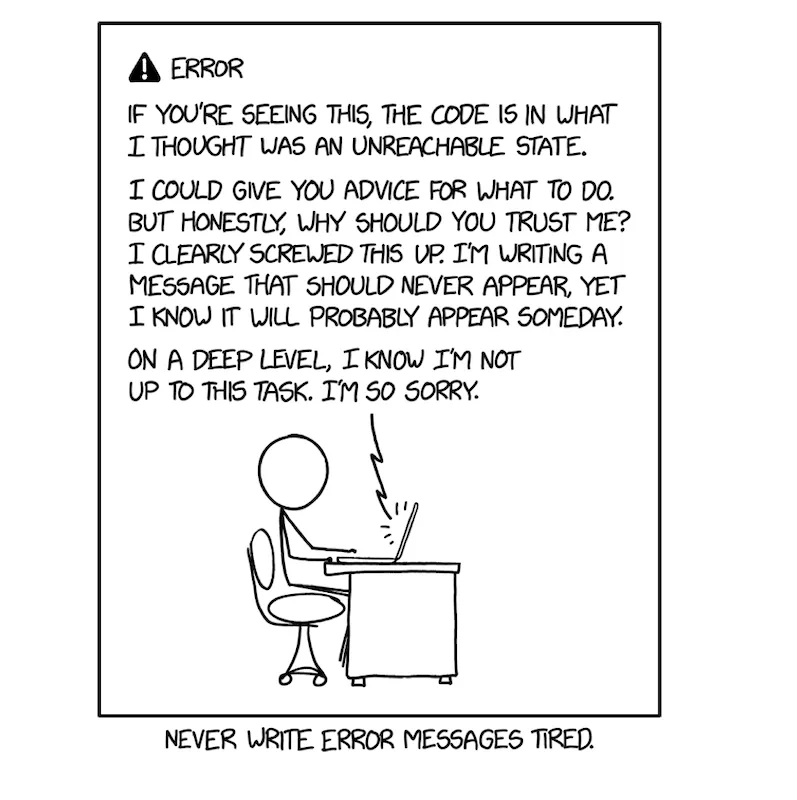 ERROR
IF YOU'RE SEEING THIS, THE CODE IS IN WHAT
I THOUGHT WAS AN UNREACHABLE STATE.
I COULD GIVE YOU ADVICE FOR WHAT TO DO.
BUT HONESTLY, WHY SHOULD YOU TRUST ME?
I CLEARLY SCREWED THIS UP. I'M WRITING A
MESSAGE THAT SHOULD NEVER APPEAR, YET
I KNOW IT WILL PROBABLY APPEAR SOMEDAY.
ON A DEEP LEVEL, I KNOW I'M NOT
UP TO THIS TASK. I'M SO SORRY.
NEVER WRITE ERROR MESSAGES TIRED.